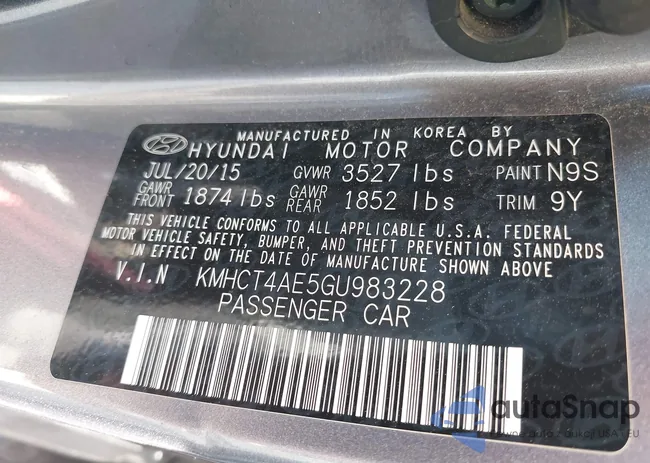 MANUFACTURED IN KOREA BY
HYUNDAI MOTOR COMPANY
JUL/20/15 GVWR 3527 lbs PAINT N9S
GAWR FRONT 1874 lbs GAWR REAR 1852 lbs TRIM 9Y
THIS VEHICLE CONFORMS TO ALL APPLICABLE U.S.A. FEDERAL
MOTOR VEHICLE SAFETY, BUMPER, AND THEFT PREVENTION STANDARDS
IN EFFECT ON THE DATE OF MANUFACTURE SHOWN ABOVE
V.I.N KMHCT4AE5GU983228
PASSENGER CAR
autoSnap